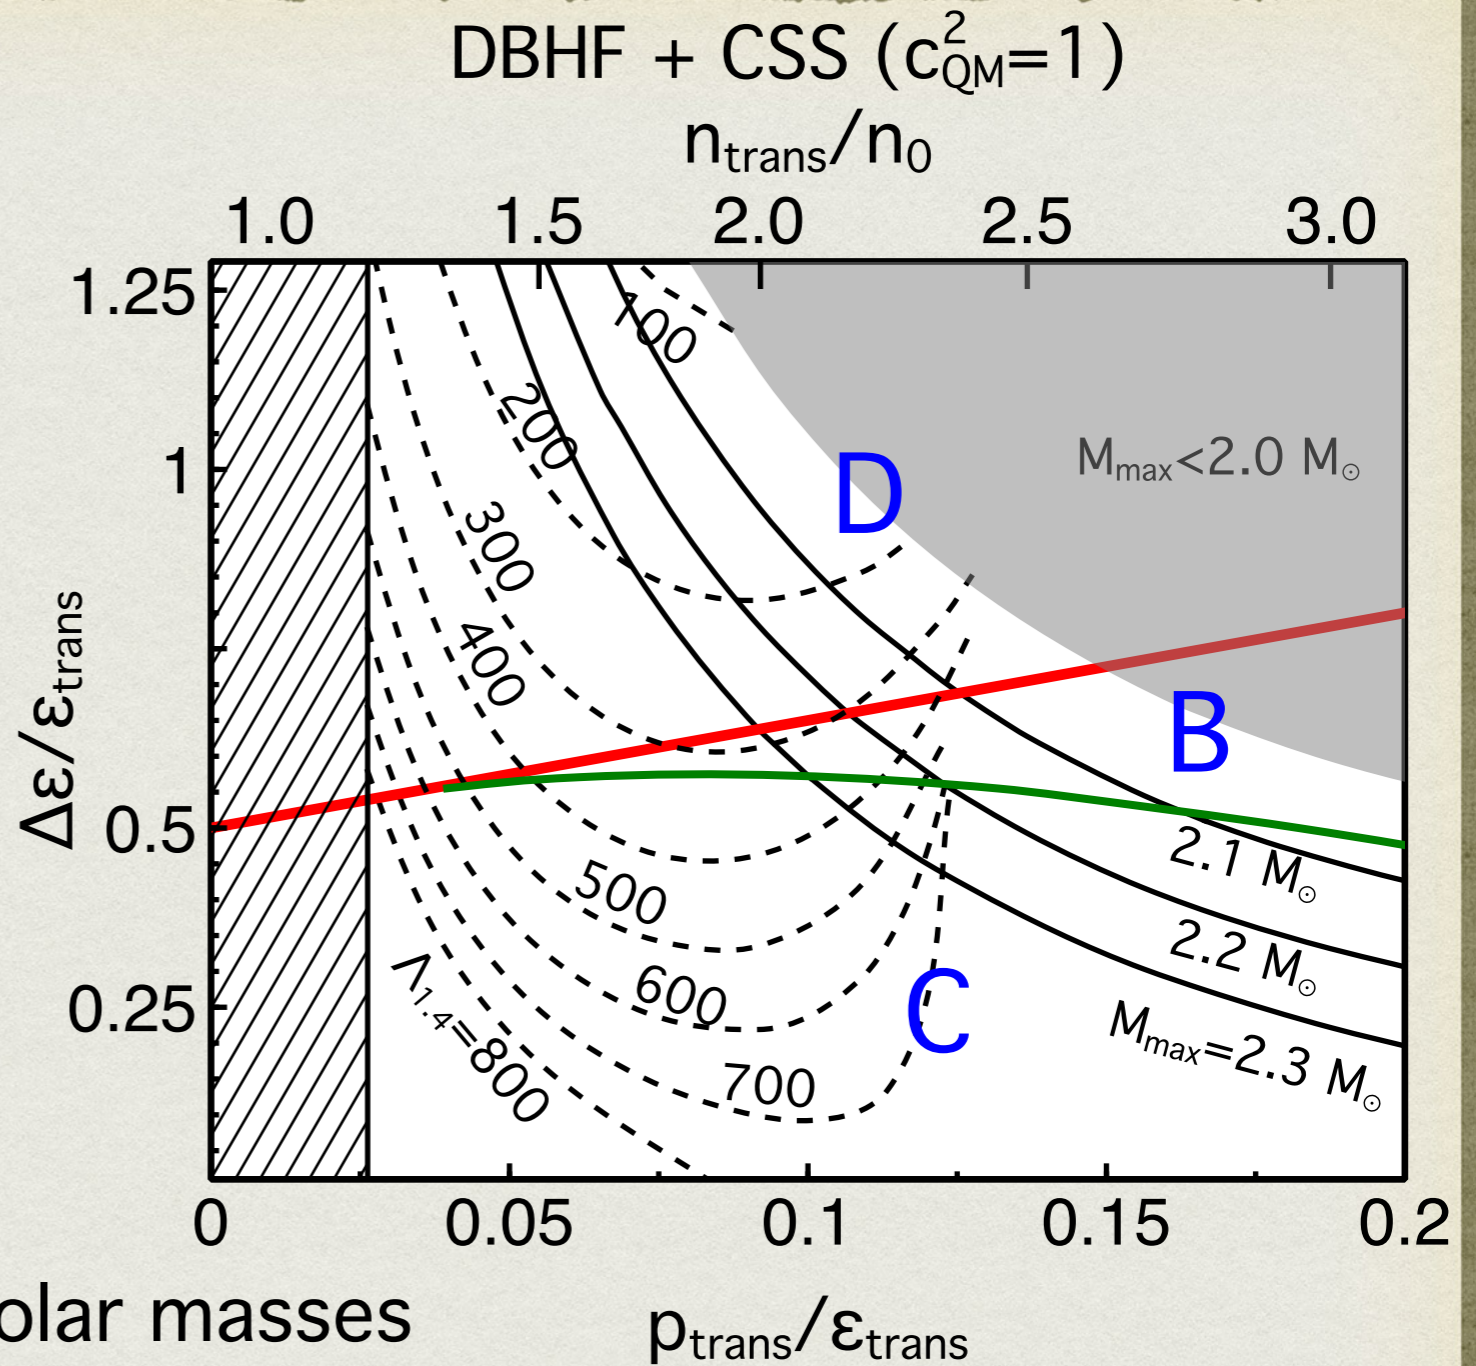 DBHF + CSS (c²QM=1)
ntrans/n0
1.0 1.5 2.0 2.5 3.0
1.25
1
0.5
0.25
Δε/εtrans
100
200
300
400
500
600
700
Λ1.4=800
Mmax<2.0 M⊙
D
B
C
2.1 M⊙
2.2 M⊙
Mmax=2.3 M⊙
0 0.05 0.1 0.15 0.2
olar masses
ptrans/εtrans